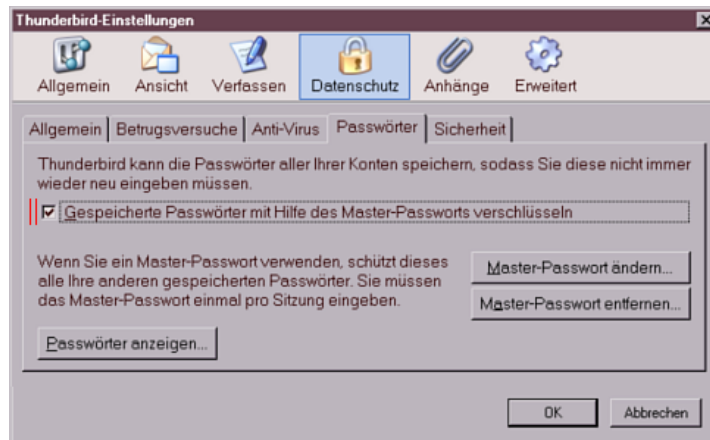 Thunderbird-Einstellungen
Allgemein Ansicht Verfassen Datenschutz Anhänge Erweitert
Allgemein Betrugsversuche Anti-Virus Passwörter Sicherheit
Thunderbird kann die Passwörter aller Ihrer Konten speichern, sodass Sie diese nicht immer
wieder neu eingeben müssen.
Gespeicherte Passwörter mit Hilfe des Master-Passworts verschlüsseln
Wenn Sie ein Master-Passwort verwenden, schützt dieses
alle Ihre anderen gespeicherten Passwörter. Sie müssen
das Master-Passwort einmal pro Sitzung eingeben.
Master-Passwort ändern...
Master-Passwort entfernen...
Passwörter anzeigen...
OK Abbrechen